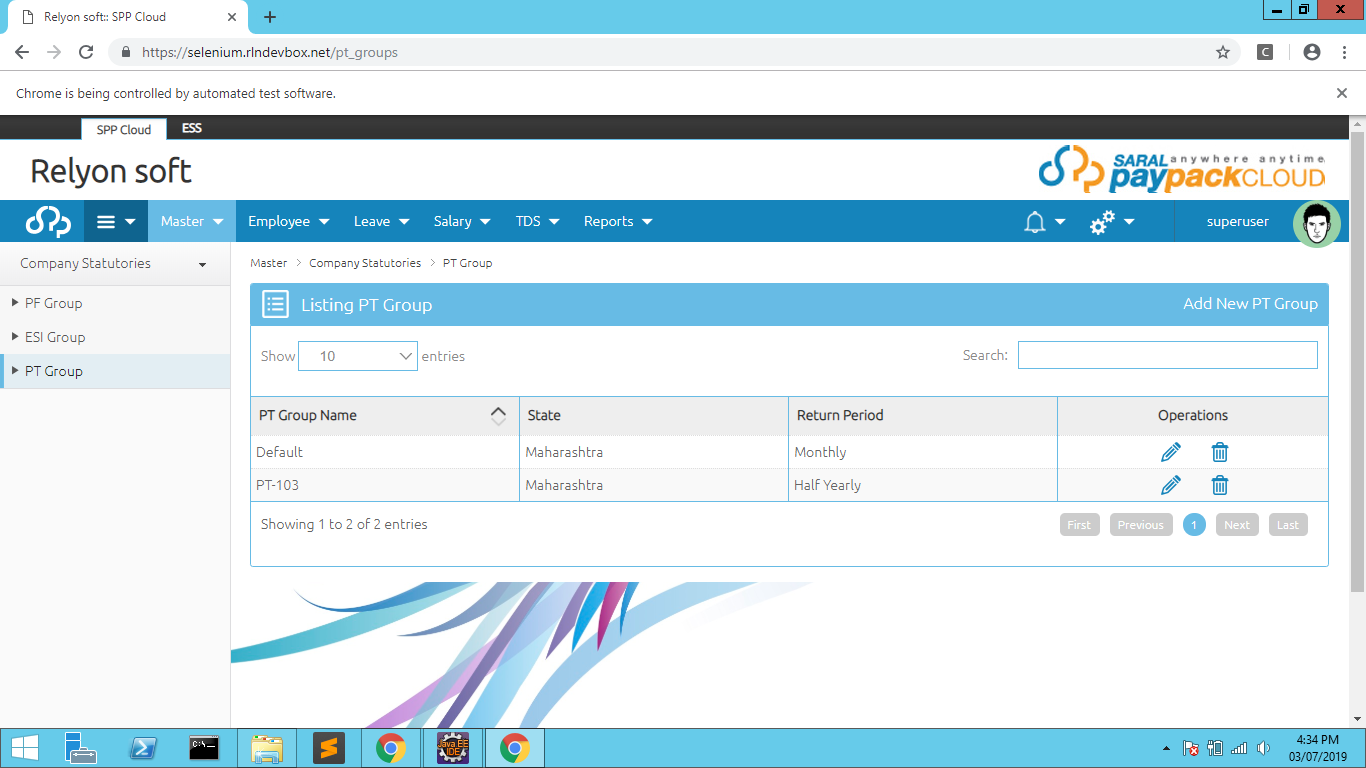 Relyon soft:: SPP Cloud
https://selenium.rlndevbox.net/pt_groups
C
Chrome is being controlled by automated test software.
SPP Cloud ESS
Relyon soft
SARAL anywhere anytime
paypackCLOUD
Master Employee Leave Salary TDS Reports superuser
Company Statutories
PF Group
ESI Group
PT Group
Master > Company Statutories > PT Group
Listing PT Group Add New PT Group
Show 10 entries Search:
PT Group Name State Return Period Operations
Default Maharashtra Monthly
PT-103 Maharashtra Half Yearly
Showing 1 to 2 of 2 entries First Previous 1 Next Last
C:\_
Java EE
IDE
4:34 PM
03/07/2019